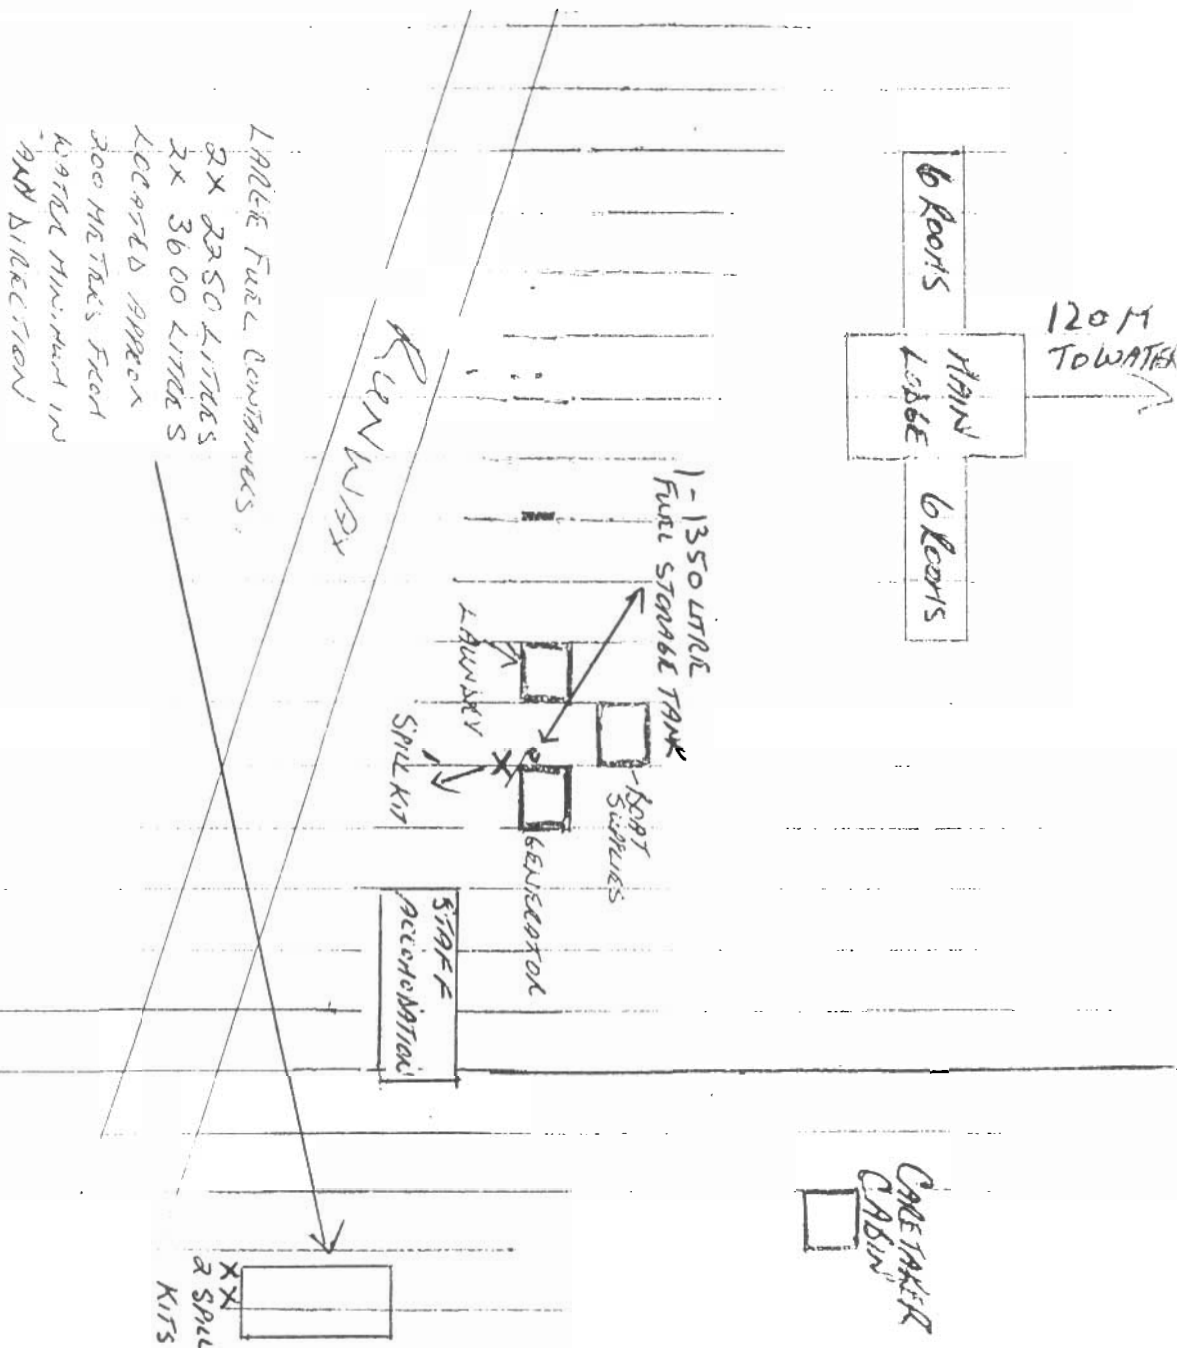 120 M
TO WATER
6 ROOMS
MAIN
LODGE
6 ROOMS
1-1350 LITRE
FUEL STORAGE TANK
RUNWAY
LARGE FUEL CONTAINERS:
2X 2250 LITRES
2X 3600 LITRES
LOCATED APPROX
200 METRES FROM
WATER MINIMUM IN
ANY DIRECTION
LAUNDRY
BOAT
SUPPLIES
SPILL KIT
X
GENERATOR
STAFF
ACCOMODATION
CARETAKER
CABIN
XX
2 SPILL
KITS